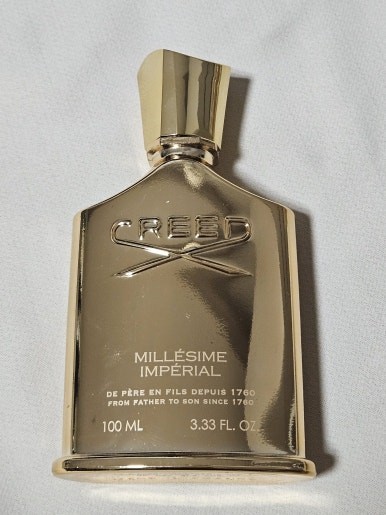 CREED
MILLÉSIME
IMPÉRIAL
DE PÈRE EN FILS DEPUIS 1760
FROM FATHER TO SON SINCE 1760
100 ML 3.33 FL. OZ.